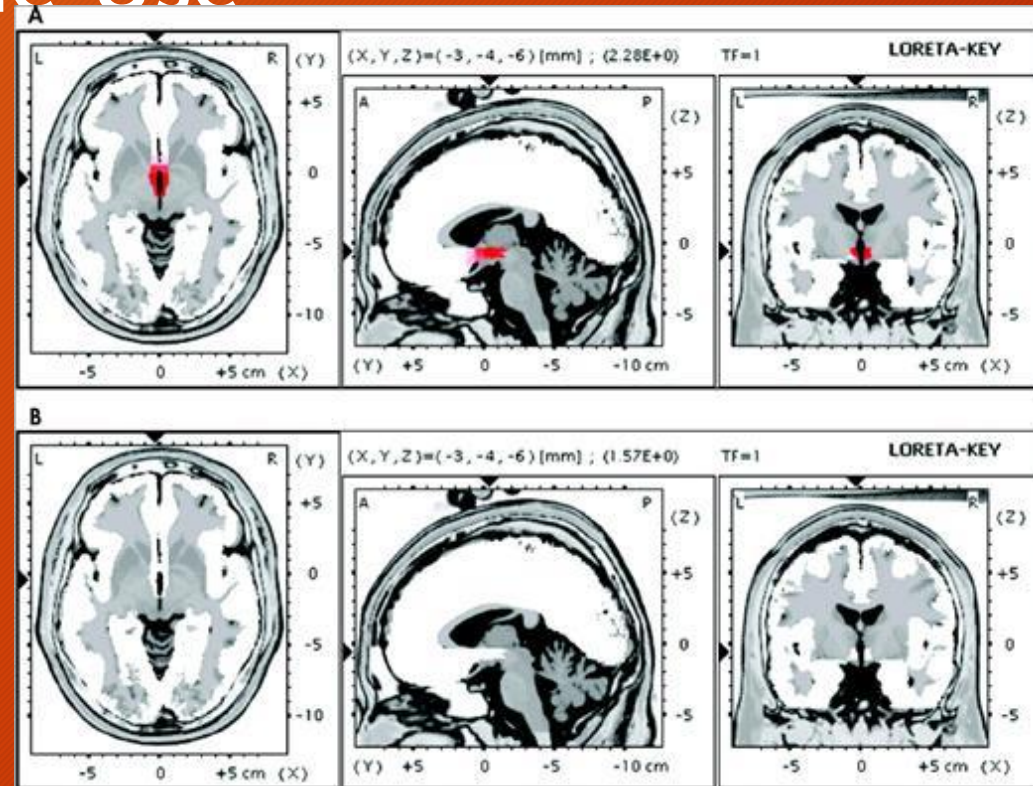 A
L R (Y)
+5
0
-5
-10
-5 0 +5 cm (X)
(X,Y,Z)=(-3,-4,-6) [mm] ; (2.28E+0) TF=1 LORETA-KEY
A P (Z)
+5
0
-5
(Y) +5 0 -5 -10 cm
L R (Z)
+5
0
-5
-5 0 +5 cm (X)
B
L R (Y)
+5
0
-5
-10
-5 0 +5 cm (X)
(X,Y,Z)=(-3,-4,-6) [mm] ; (1.57E+0) TF=1 LORETA-KEY
A P (Z)
+5
0
-5
(Y) +5 0 -5 -10 cm
L R (Z)
+5
0
-5
-5 0 +5 cm (X)